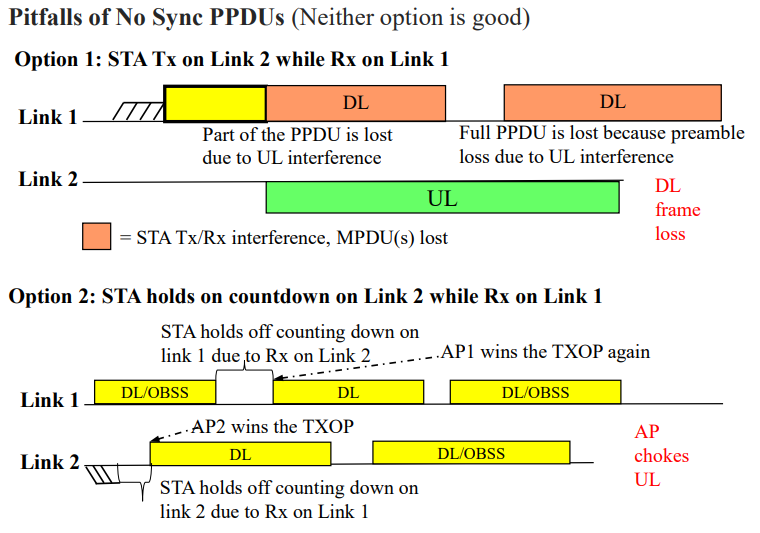 Pitfalls of No Sync PPDUs (Neither option is good)
Option 1: STA Tx on Link 2 while Rx on Link 1
Link 1
DL
DL
Part of the PPDU is lost
due to UL interference
Full PPDU is lost because preamble
loss due to UL interference
Link 2
UL
DL
frame
loss
= STA Tx/Rx interference, MPDU(s) lost
Option 2: STA holds on countdown on Link 2 while Rx on Link 1
STA holds off counting down on
link 1 due to Rx on Link 2
AP1 wins the TXOP again
Link 1
DL/OBSS
DL
DL/OBSS
AP2 wins the TXOP
Link 2
DL
DL/OBSS
AP
chokes
UL
STA holds off counting down on
link 2 due to Rx on Link 1